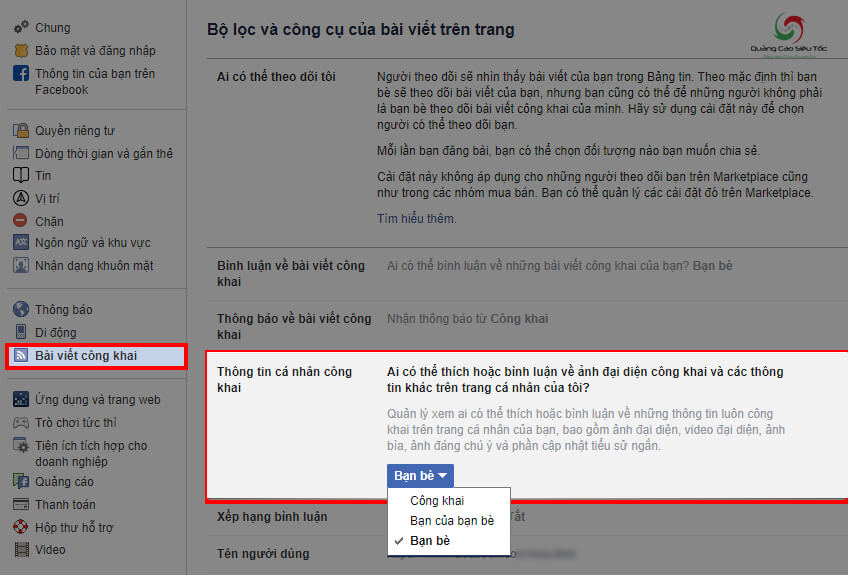 Chung
Bảo mật và đăng nhập
Thông tin của bạn trên
Facebook
Quyền riêng tư
Dòng thời gian và gắn thẻ
Tin
Vị trí
Chặn
Ngôn ngữ và khu vực
Nhận dạng khuôn mặt
Thông báo
Di động
Bài viết công khai
Ứng dụng và trang web
Trò chơi tức thì
Tiện ích tích hợp cho
doanh nghiệp
Quảng cáo
Thanh toán
Hộp thư hỗ trợ
Video
Bộ lọc và công cụ của bài viết trên trang
Quảng Cáo Siêu Tốc
Ai có thể theo dõi tôi
Người theo dõi sẽ nhìn thấy bài viết của bạn trong Bảng tin. Theo mặc định thì bạn
bè sẽ theo dõi bài viết của bạn, nhưng bạn cũng có thể để những người không phải
là bạn bè theo dõi bài viết công khai của mình. Hãy sử dụng cài đặt này để chọn
người có thể theo dõi bạn.
Mỗi lần bạn đăng bài, bạn có thể chọn đối tượng nào bạn muốn chia sẻ.
Cài đặt này không áp dụng cho những người theo dõi bạn trên Marketplace cũng
như trong các nhóm mua bán. Bạn có thể quản lý các cài đặt đó trên Marketplace.
Tìm hiểu thêm.
Bình luận về bài viết công
khai
Ai có thể bình luận về những bài viết công khai của bạn? Bạn bè
Thông báo về bài viết công
khai
Nhận thông báo từ Công khai
Thông tin cá nhân công
khai
Ai có thể thích hoặc bình luận về ảnh đại diện công khai và các thông
tin khác trên trang cá nhân của tôi?
Quản lý xem ai có thể thích hoặc bình luận về những thông tin luôn công
khai trên trang cá nhân của bạn, bao gồm ảnh đại diện, video đại diện, ảnh
bìa, ảnh đáng chú ý và phần cập nhật tiểu sử ngắn.
Bạn bè
Công khai
Bạn của bạn bè
Bạn bè
Xếp hạng bình luận
Tắt
Tên người dùng